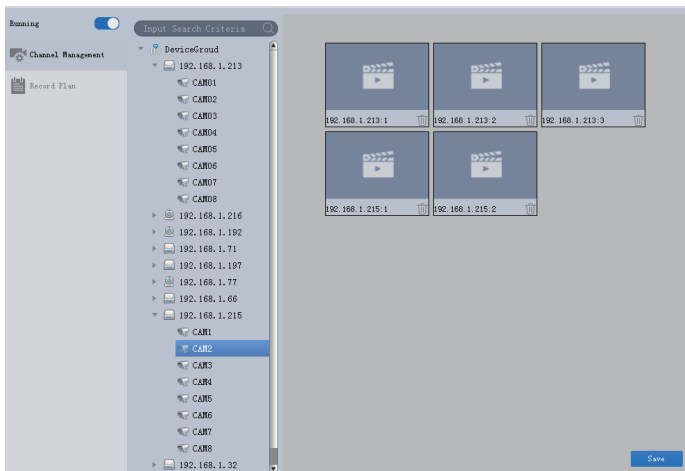 Running
Channel Management
Record Plan
Input Search Criteria
DeviceGroud
192.168.1.213
CAM01
CAM02
CAM03
CAM04
CAM05
CAM06
CAM07
CAM08
192.168.1.216
192.168.1.192
192.168.1.71
192.168.1.197
192.168.1.77
192.168.1.66
192.168.1.215
CAM1
CAM2
CAM3
CAM4
CAM5
CAM6
CAM7
CAM8
192.168.1.32
192.168.1.213:1
192.168.1.213:2
192.168.1.213:3
192.168.1.215:1
192.168.1.215:2
Save